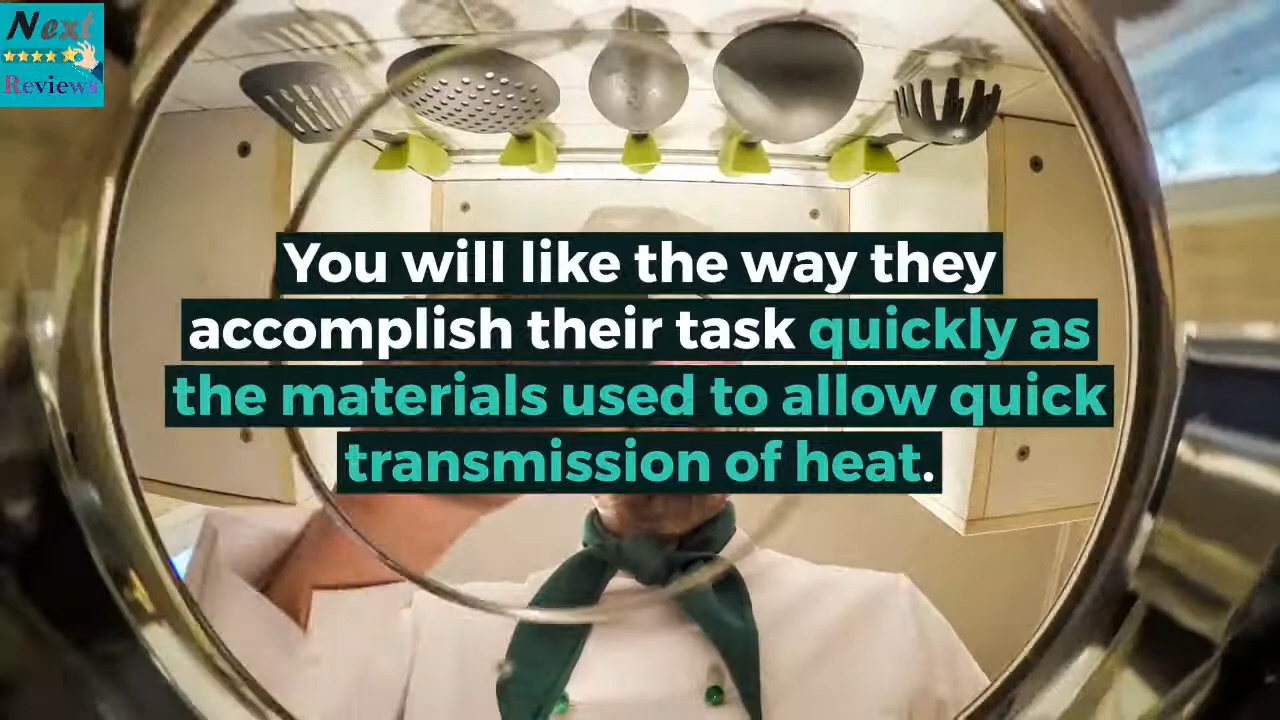 Next
Reviews
You will like the way they
accomplish their task quickly as
the materials used to allow quick
transmission of heat.